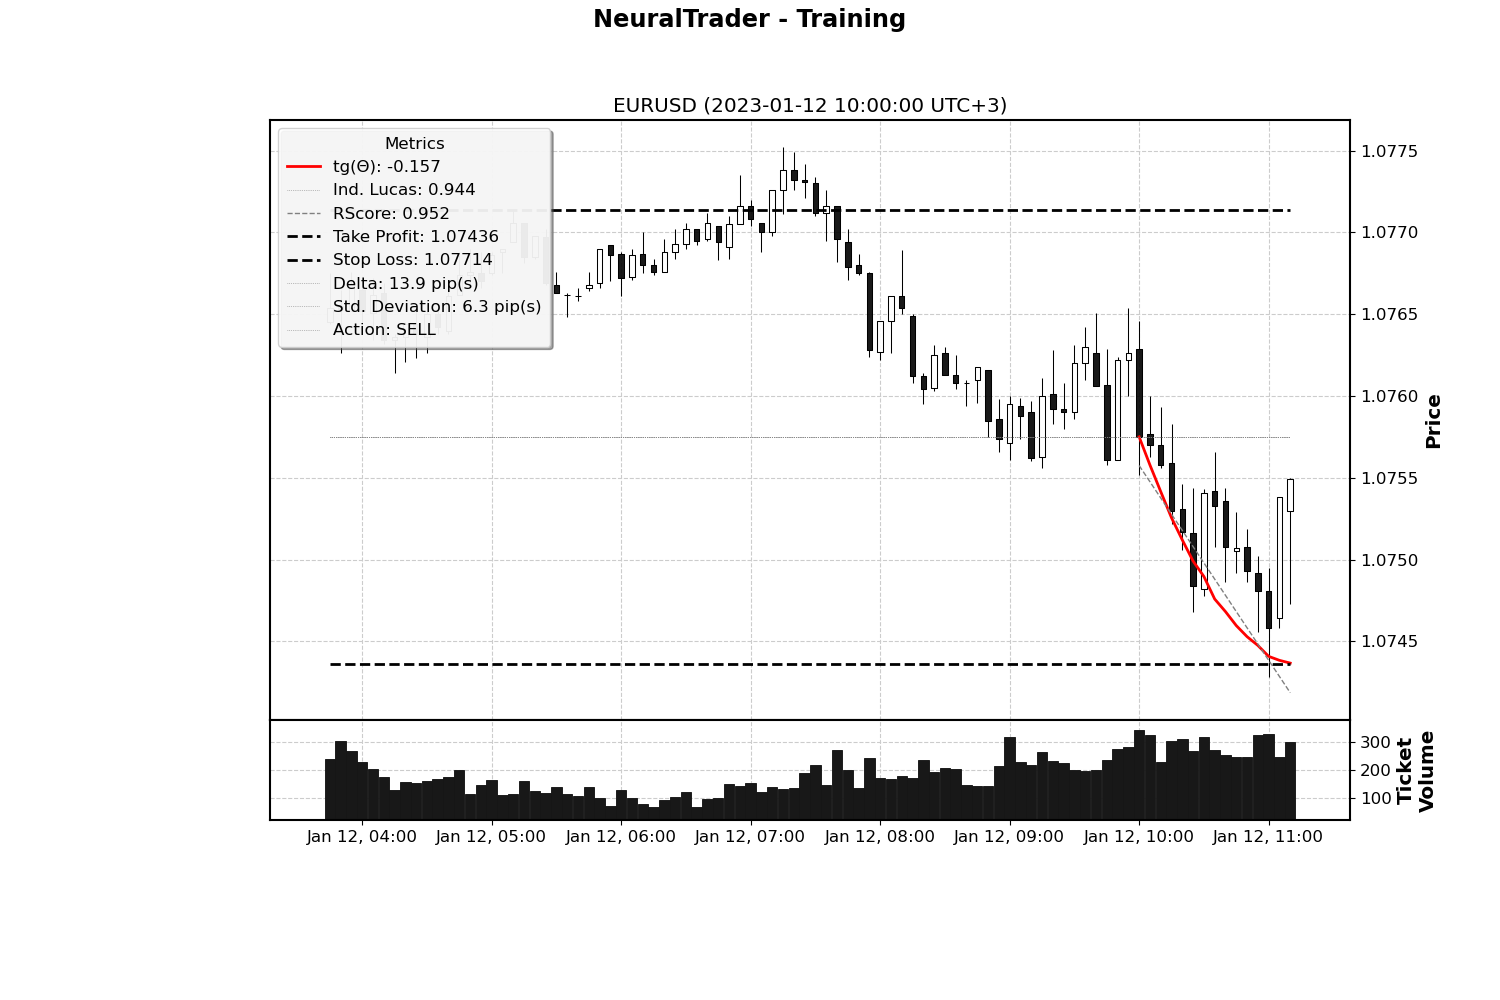 NeuralTrader - Training
EURUSD (2023-01-12 10:00:00 UTC+3)
Metrics
tg(Θ): -0.157
Ind. Lucas: 0.944
RScore: 0.952
Take Profit: 1.07436
Stop Loss: 1.07714
Delta: 13.9 pip(s)
Std. Deviation: 6.3 pip(s)
Action: SELL
1.0775
1.0770
1.0765
1.0760
1.0755
1.0750
1.0745
Price
300
200
100
Ticket
Volume
Jan 12, 04:00
Jan 12, 05:00
Jan 12, 06:00
Jan 12, 07:00
Jan 12, 08:00
Jan 12, 09:00
Jan 12, 10:00
Jan 12, 11:00